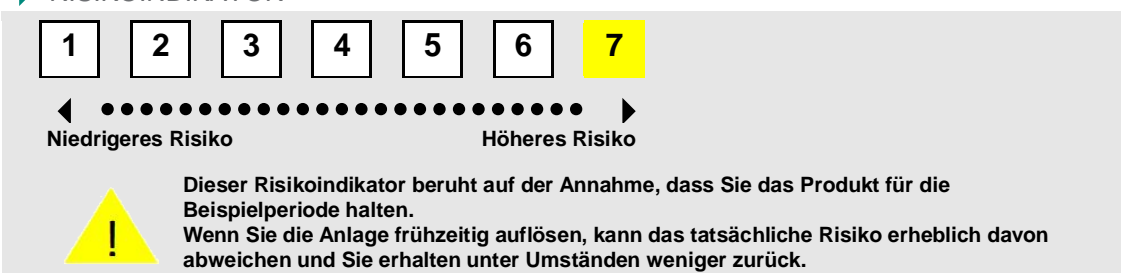 RISIKOINDIKATOR
1 2 3 4 5 6 7
Niedrigeres Risiko Höheres Risiko
Dieser Risikoindikator beruht auf der Annahme, dass Sie das Produkt für die
Beispielperiode halten.
Wenn Sie die Anlage frühzeitig auflösen, kann das tatsächliche Risiko erheblich davon
abweichen und Sie erhalten unter Umständen weniger zurück.